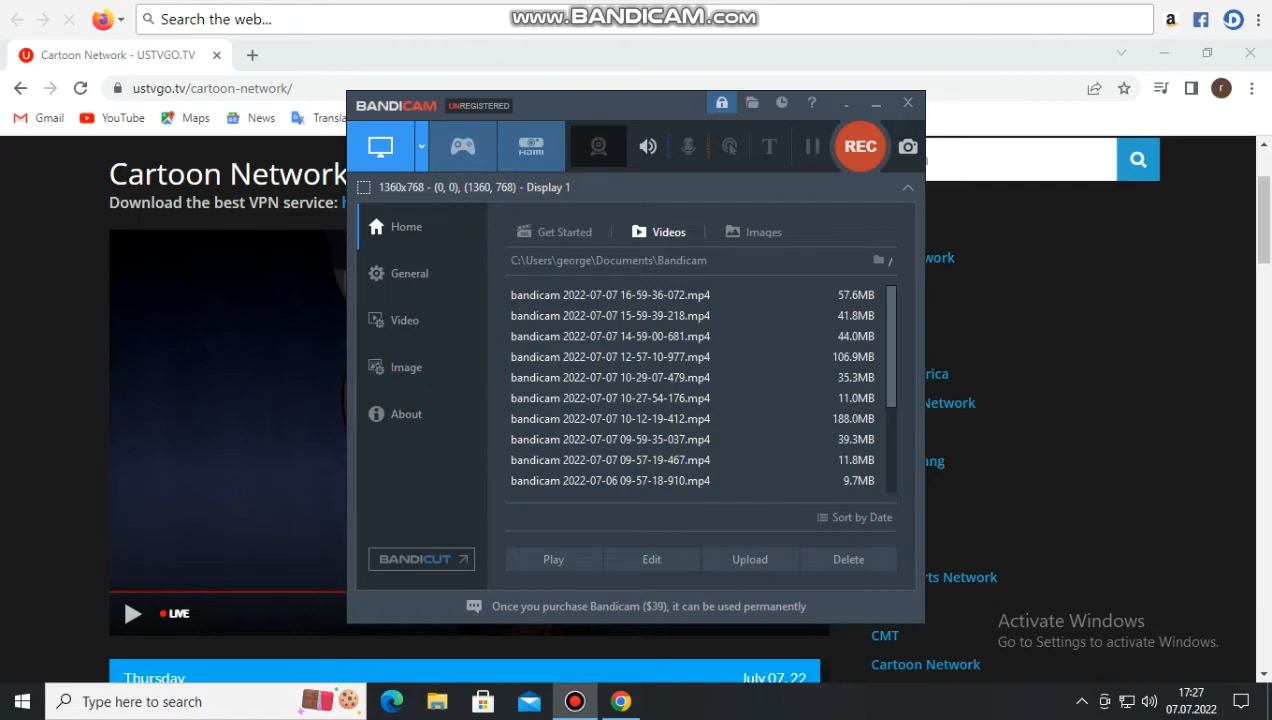 Search the web...
www.BANDICAM.com
Cartoon Network - USTVGO.TV
ustvgo.tv/cartoon-network/
Gmail
YouTube
Maps
News
Transla
BANDICAM UNREGISTERED
REC
1360x768 - (0, 0), (1360, 768) - Display 1
Home
General
Video
Image
About
BANDICUT
Get Started
Videos
Images
C:\Users\george\Documents\Bandicam
bandicam 2022-07-07 16-59-36-072.mp4 57.6MB
bandicam 2022-07-07 15-59-39-218.mp4 41.8MB
bandicam 2022-07-07 14-59-00-681.mp4 44.0MB
bandicam 2022-07-07 12-57-10-977.mp4 106.9MB
bandicam 2022-07-07 10-29-07-479.mp4 35.3MB
bandicam 2022-07-07 10-27-54-176.mp4 11.0MB
bandicam 2022-07-07 10-12-19-412.mp4 188.0MB
bandicam 2022-07-07 09-59-35-037.mp4 39.3MB
bandicam 2022-07-07 09-57-19-467.mp4 11.8MB
bandicam 2022-07-06 09-57-18-910.mp4 9.7MB
Sort by Date
Play
Edit
Upload
Delete
Once you purchase Bandicam ($39), it can be used permanently
Cartoon Network
Download the best VPN service:
LIVE
Thursday
July 07, 22
work
rica
Network
ang
rts Network
CMT
Cartoon Network
Activate Windows
Go to Settings to activate Windows.
Type here to search
17:27
07.07.2022